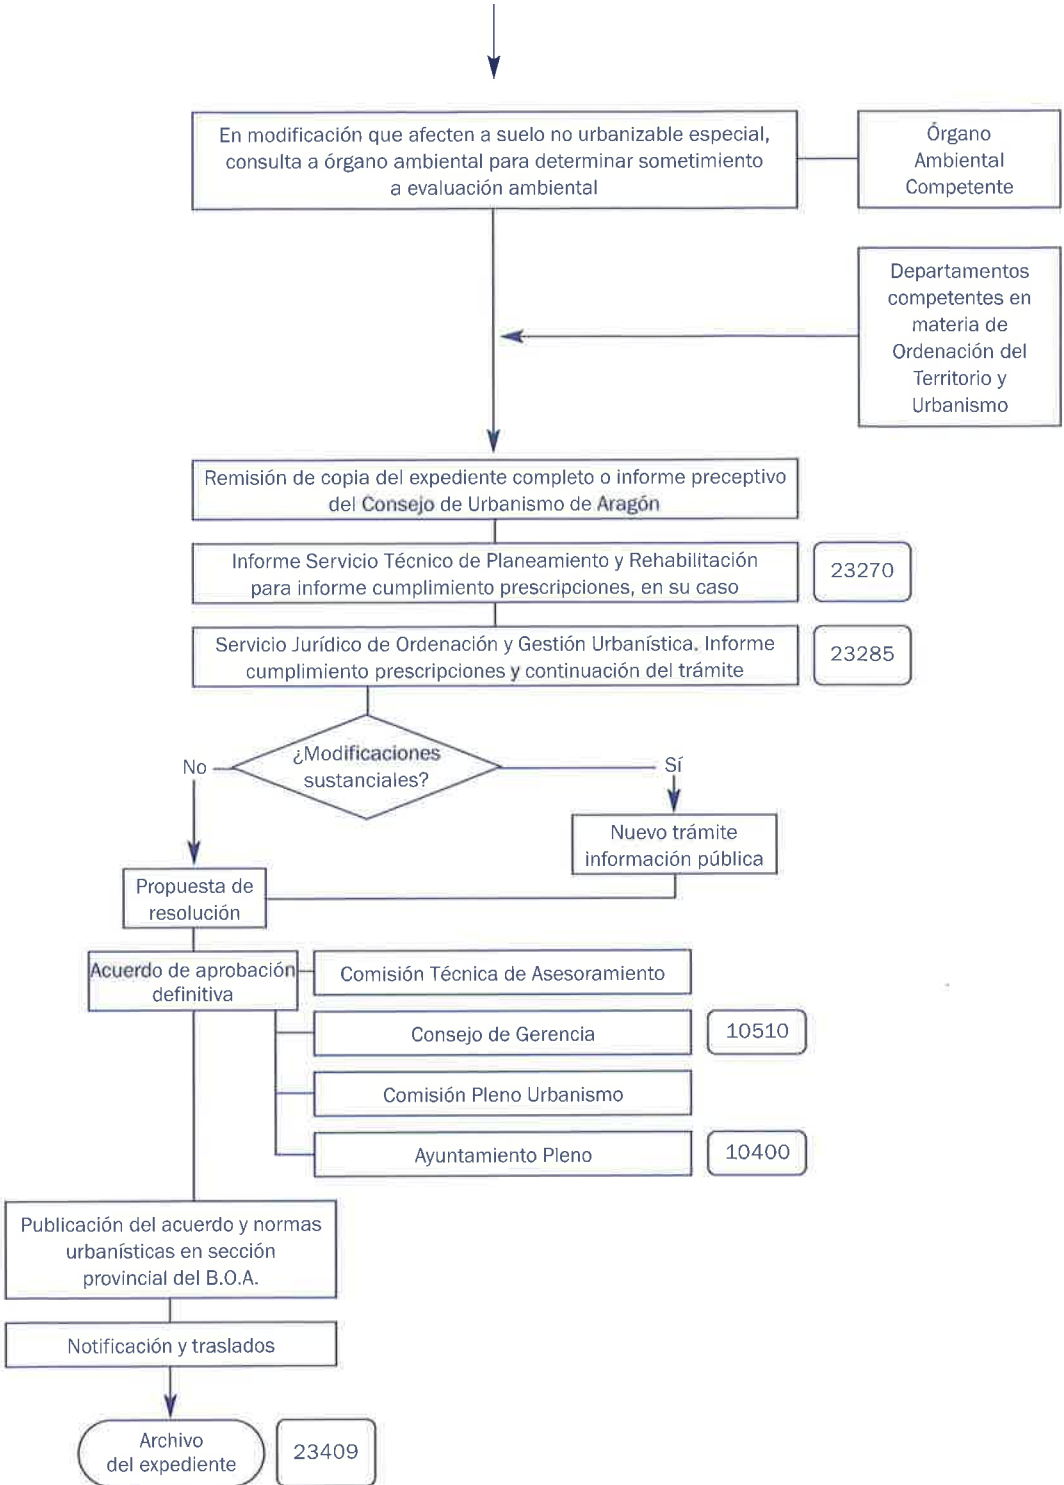 En modificación que afecten a suelo no urbanizable especial,
consulta a órgano ambiental para determinar sometimiento
a evaluación ambiental
Órgano
Ambiental
Competente
Departamentos
competentes en
materia de
Ordenación del
Territorio y
Urbanismo
Remisión de copia del expediente completo o informe preceptivo
del Consejo de Urbanismo de Aragón
Informe Servicio Técnico de Planeamiento y Rehabilitación
para informe cumplimiento prescripciones, en su caso
23270
Servicio Jurídico de Ordenación y Gestión Urbanística. Informe
cumplimiento prescripciones y continuación del trámite
23285
¿Modificaciones
sustanciales?
No
Sí
Nuevo trámite
información pública
Propuesta de
resolución
Acuerdo de aprobación
definitiva
Comisión Técnica de Asesoramiento
Consejo de Gerencia
10510
Comisión Pleno Urbanismo
Ayuntamiento Pleno
10400
Publicación del acuerdo y normas
urbanísticas en sección
provincial del B.O.A.
Notificación y traslados
Archivo
del expediente
23409